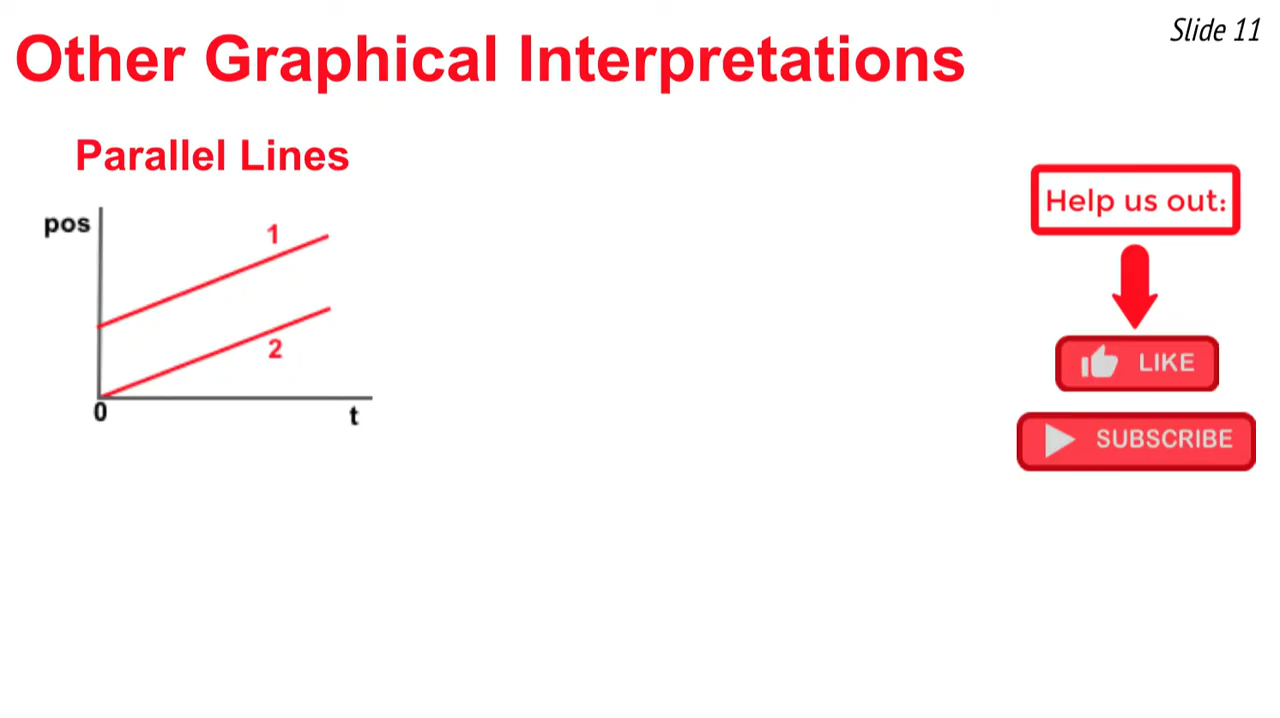 Slide 11
Other Graphical Interpretations
Parallel Lines
pos
1
2
0
t
Help us out:
LIKE
SUBSCRIBE